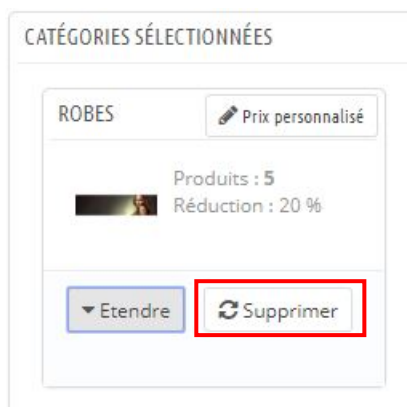 CATÉGORIES SÉLECTIONNÉES
ROBES
Prix personnalisé
Produits : 5
Réduction : 20 %
Etendre
Supprimer